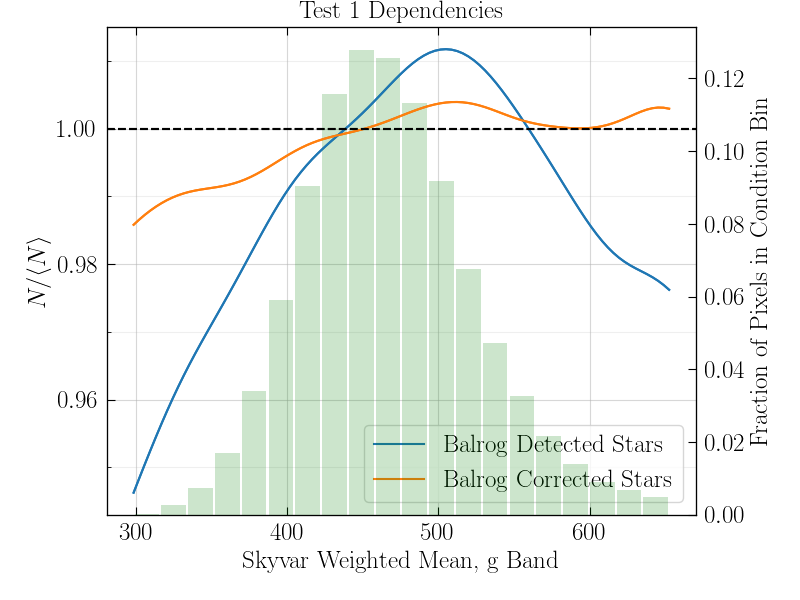 Test 1 Dependencies
N/⟨N⟩
1.00
0.98
0.96
0.12
0.10
0.08
0.06
0.04
0.02
0.00
Fraction of Pixels in Condition Bin
Balrog Detected Stars
Balrog Corrected Stars
300 400 500 600
Skyvar Weighted Mean, g Band